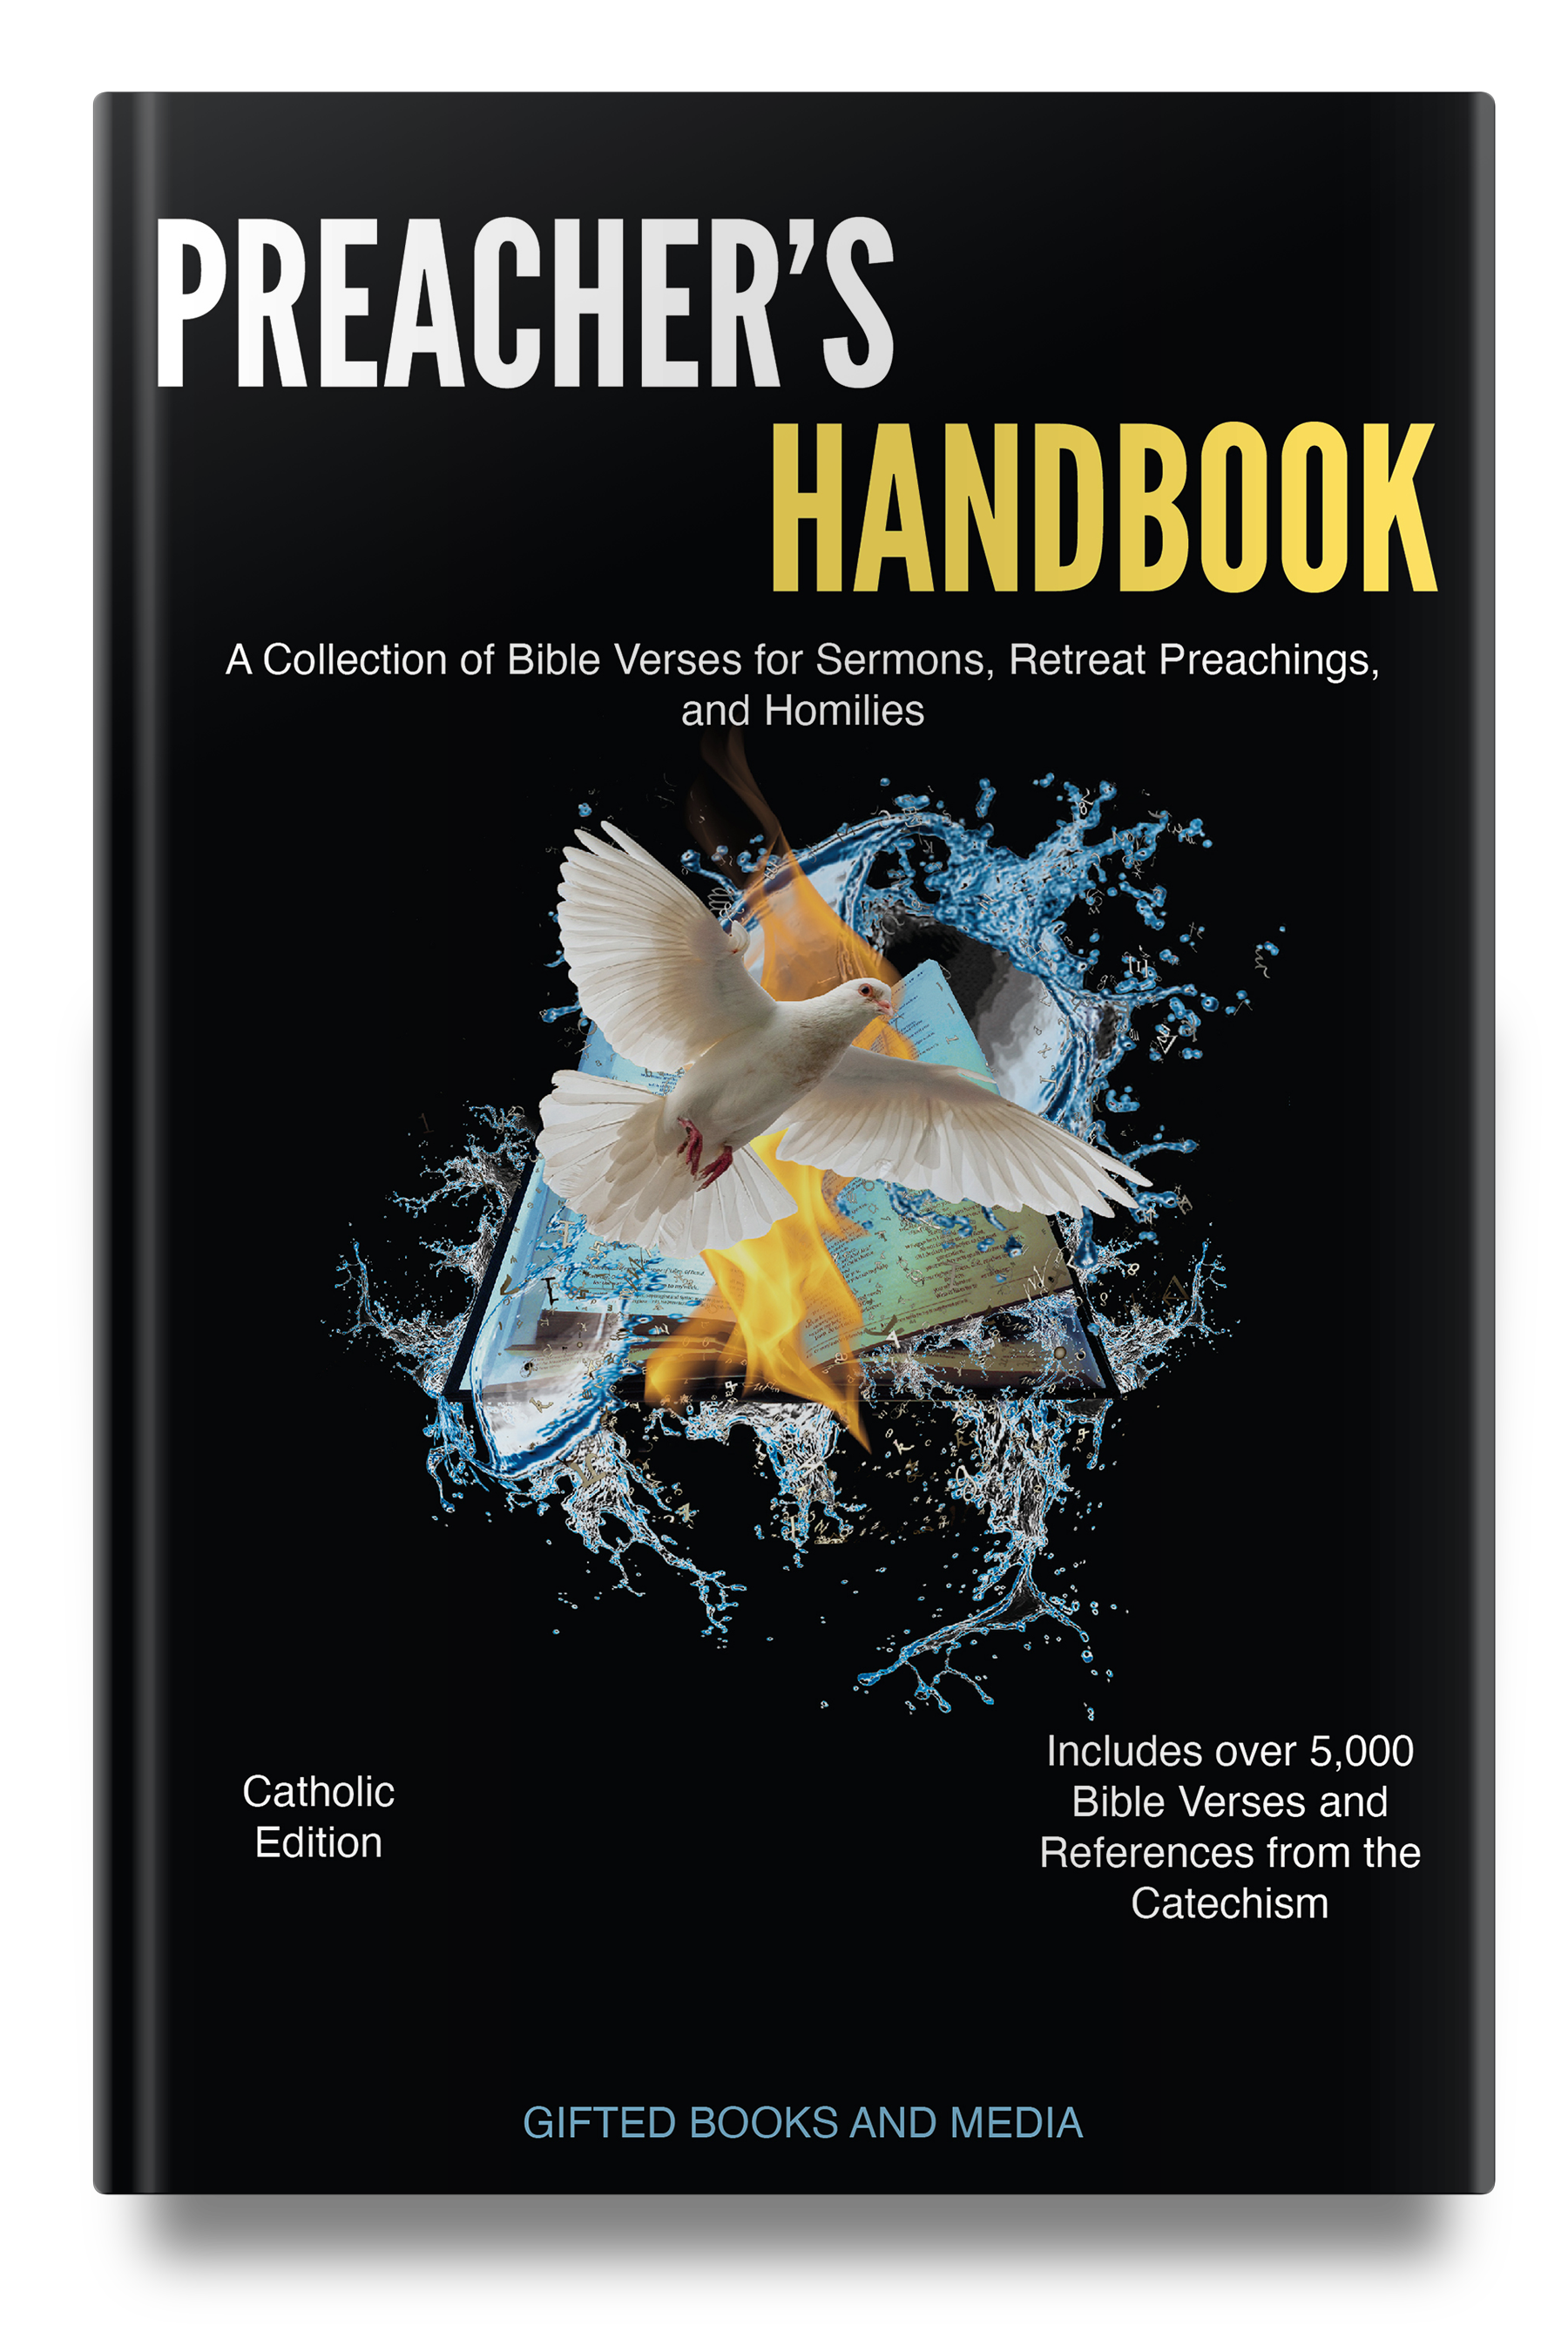 PREACHER’S
HANDBOOK
A Collection of Bible Verses for Sermons, Retreat Preachings,
and Homilies
Catholic
Edition
Includes over 5,000
Bible Verses and
References from the
Catechism
GIFTED BOOKS AND MEDIA